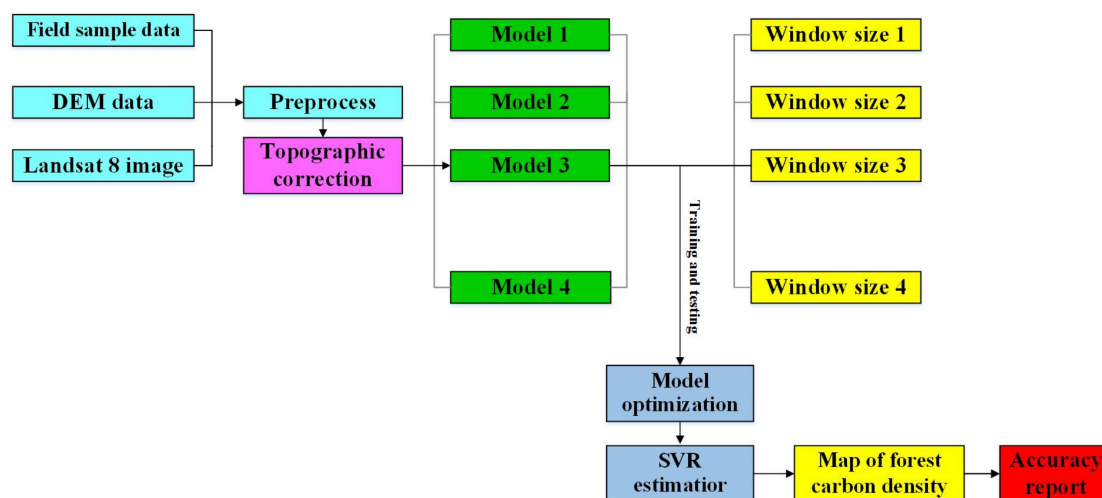 Field sample data
DEM data
Landsat 8 image
Preprocess
Topographic
correction
Model 1
Model 2
Model 3
Model 4
Window size 1
Window size 2
Window size 3
Window size 4
Training and testing
Model
optimization
SVR
estimatior
Map of forest
carbon density
Accuracy
report